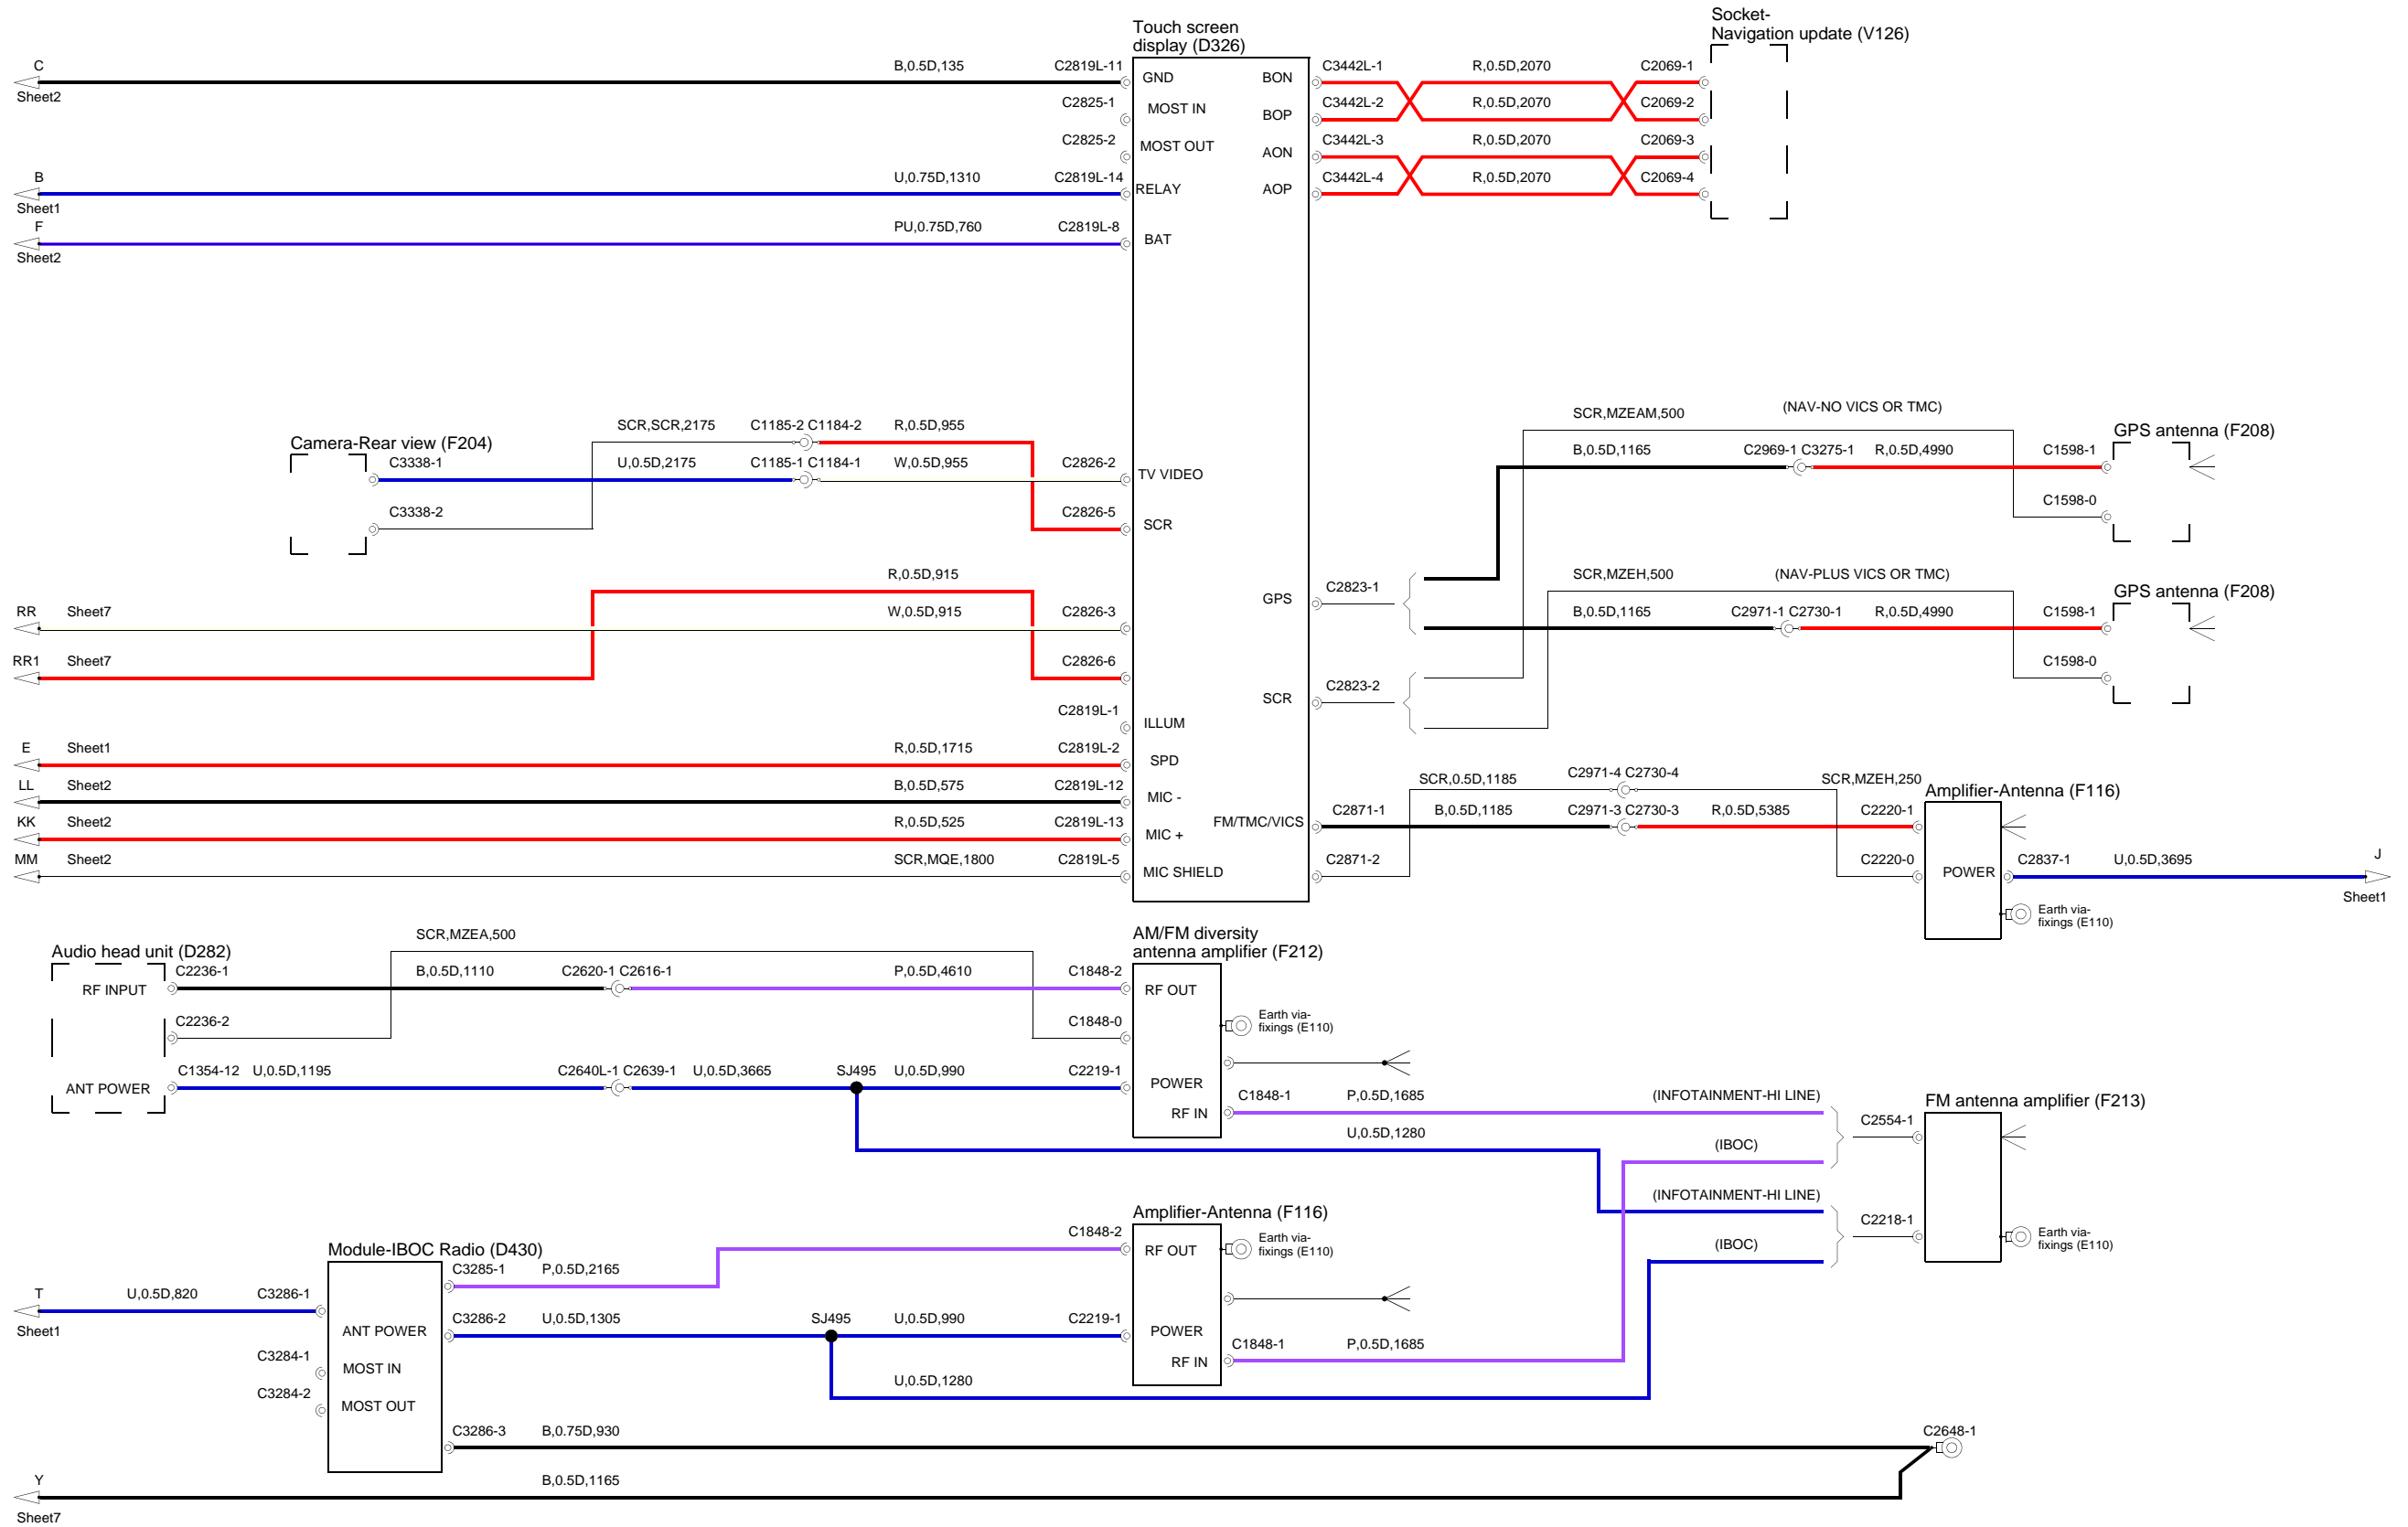 Socket-
Navigation update (V126)
Touch screen
display (D326)
C
B,0.5D,135
C2819L-11
GND
BON
C3442L-1
R,0.5D,2070
C2069-1
Sheet2
C2825-1
MOST IN
BOP
C3442L-2
R,0.5D,2070
C2069-2
C2825-2
MOST OUT
AON
C3442L-3
R,0.5D,2070
C2069-3
B
U,0.75D,1310
C2819L-14
RELAY
AOP
C3442L-4
R,0.5D,2070
C2069-4
Sheet1
F
PU,0.75D,760
C2819L-8
BAT
Sheet2
SCR,MZEAM,500
(NAV-NO VICS OR TMC)
SCR,SCR,2175
C1185-2 C1184-2
R,0.5D,955
Camera-Rear view (F204)
GPS antenna (F208)
C3338-1
U,0.5D,2175
C1185-1 C1184-1
W,0.5D,955
C2826-2
TV VIDEO
B,0.5D,1165
C2969-1 C3275-1
R,0.5D,4990
C1598-1
C3338-2
C2826-5
SCR
C1598-0
R,0.5D,915
SCR,MZEH,500
(NAV-PLUS VICS OR TMC)
GPS
C2823-1
GPS antenna (F208)
RR
Sheet7
W,0.5D,915
C2826-3
B,0.5D,1165
C2971-1 C2730-1
R,0.5D,4990
C1598-1
RR1
Sheet7
C2826-6
C1598-0
SCR
C2823-2
C2819L-1
ILLUM
E
Sheet1
R,0.5D,1715
C2819L-2
SPD
LL
Sheet2
B,0.5D,575
C2819L-12
MIC -
SCR,0.5D,1185
C2971-4 C2730-4
SCR,MZEH,250
Amplifier-Antenna (F116)
KK
Sheet2
R,0.5D,525
C2819L-13
MIC +
FM/TMC/VICS
C2871-1
B,0.5D,1185
C2971-3 C2730-3
R,0.5D,5385
C2220-1
MM
Sheet2
SCR,MQE,1800
C2819L-5
MIC SHIELD
C2871-2
C2220-0
POWER
C2837-1
U,0.5D,3695
J
Sheet1
Earth via-
fixings (E110)
SCR,MZEA,500
AM/FM diversity
antenna amplifier (F212)
Audio head unit (D282)
C2236-1
RF INPUT
B,0.5D,1110
C2620-1 C2616-1
P,0.5D,4610
C1848-2
RF OUT
C2236-2
C1848-0
Earth via-
fixings (E110)
C1354-12
U,0.5D,1195
C2640L-1 C2639-1
U,0.5D,3665
SJ495
U,0.5D,990
C2219-1
ANT POWER
POWER
RF IN
C1848-1
P,0.5D,1685
(INFOTAINMENT-HI LINE)
FM antenna amplifier (F213)
C2554-1
U,0.5D,1280
(IBOC)
(INFOTAINMENT-HI LINE)
Amplifier-Antenna (F116)
C2218-1
C1848-2
RF OUT
Earth via-
fixings (E110)
(IBOC)
Earth via-
fixings (E110)
Module-IBOC Radio (D430)
C3285-1
P,0.5D,2165
T
U,0.5D,820
C3286-1
C3286-2
U,0.5D,1305
SJ495
U,0.5D,990
C2219-1
Sheet1
ANT POWER
POWER
C3284-1
MOST IN
RF IN
C1848-1
P,0.5D,1685
C3284-2
MOST OUT
U,0.5D,1280
C3286-3
B,0.75D,930
C2648-1
Y
B,0.5D,1165
Sheet7